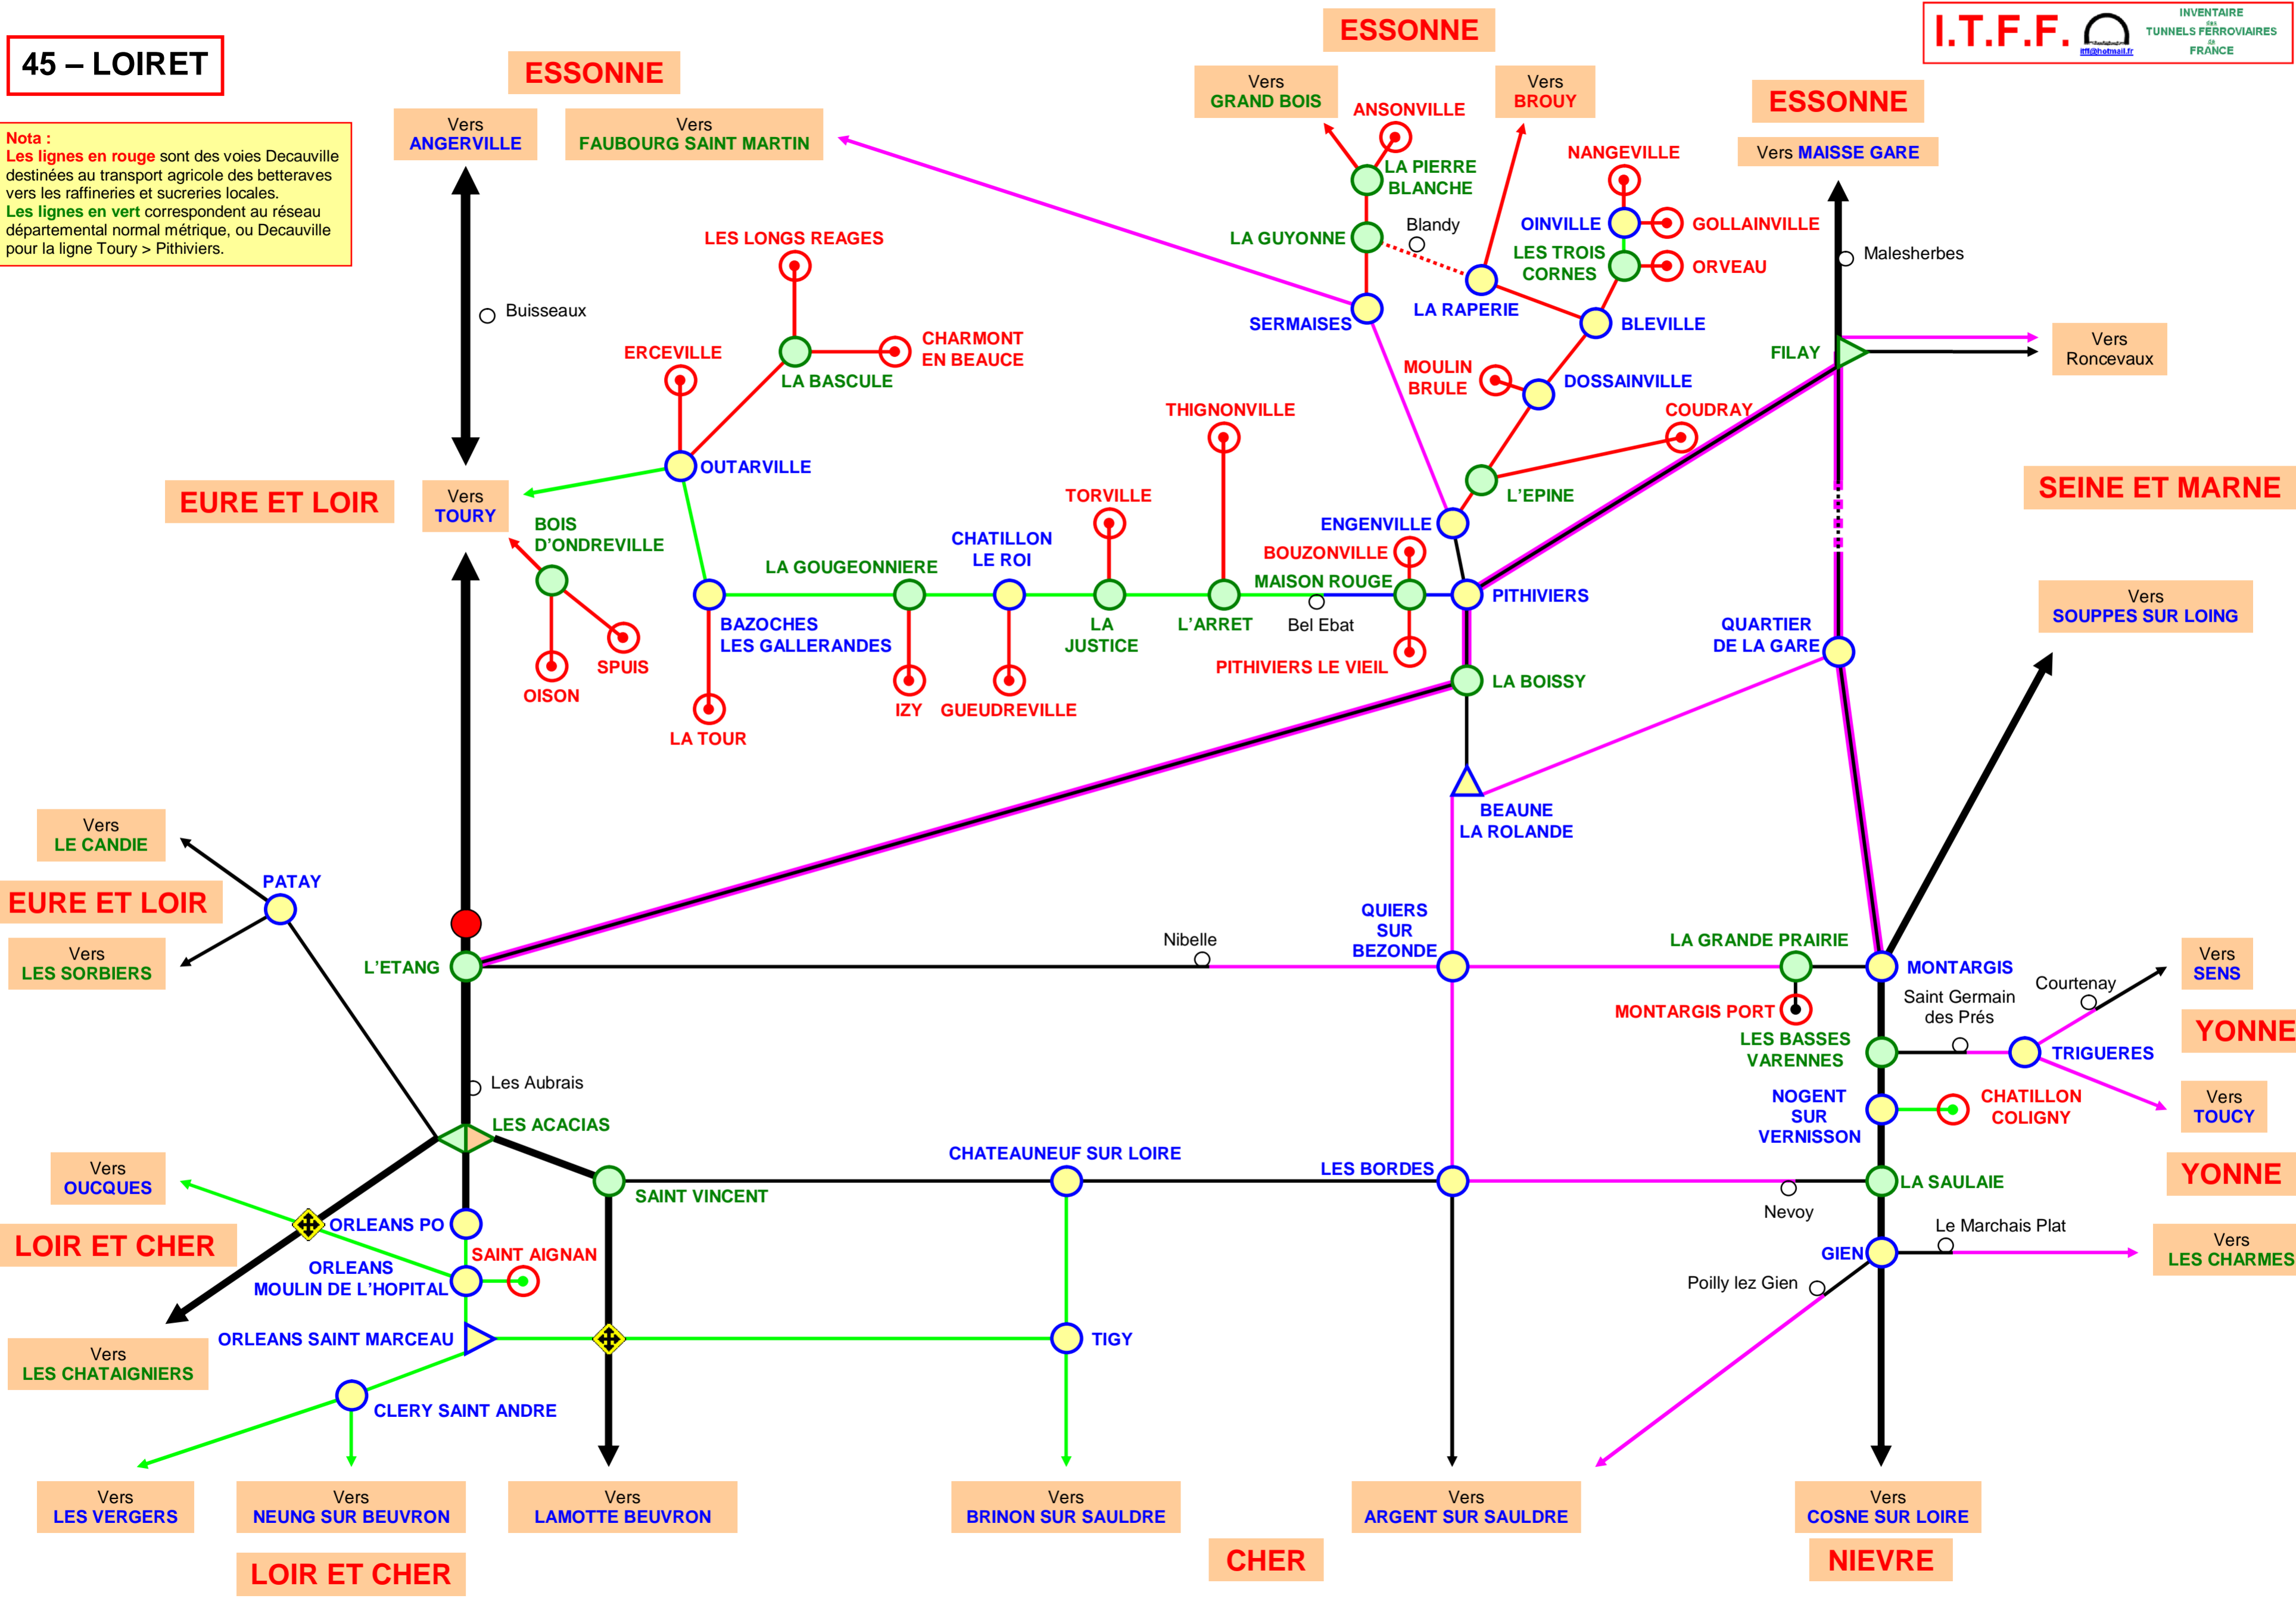 45 – LOIRET
ESSONNE
ESSONNE
I.T.F.F.
itff@hotmail.fr
INVENTAIRE
des
TUNNELS FERROVIAIRES
de
FRANCE
Nota :
Les lignes en rouge sont des voies Decauville
destinées au transport agricole des betteraves
vers les raffineries et sucreries locales.
Les lignes en vert correspondent au réseau
départemental normal métrique, ou Decauville
pour la ligne Toury > Pithiviers.
Vers
ANGERVILLE
Vers
FAUBOURG SAINT MARTIN
Vers
GRAND BOIS
Vers
BROUY
ESSONNE
Vers MAISSE GARE
ANSONVILLE
LA PIERRE
BLANCHE
NANGEVILLE
LA GUYONNE
Blandy
OINVILLE
GOLLAINVILLE
LES TROIS
CORNES
ORVEAU
Malesherbes
LES LONGS REAGES
Buisseaux
SERMAISES
LA RAPERIE
BLEVILLE
ERCEVILLE
CHARMONT
EN BEAUCE
LA BASCULE
FILAY
Vers
Roncevaux
MOULIN
BRULE
DOSSAINVILLE
THIGNONVILLE
COUDRAY
OUTARVILLE
EURE ET LOIR
Vers
TOURY
SEINE ET MARNE
TORVILLE
L'EPINE
BOIS
D'ONDREVILLE
CHATILLON
LE ROI
ENGENVILLE
BOUZONVILLE
LA GOUGEONNIERE
MAISON ROUGE
PITHIVIERS
BAZOCHES
LES GALLERANDES
LA
JUSTICE
L'ARRET
Bel Ebat
Vers
SOUPPES SUR LOING
QUARTIER
DE LA GARE
SPUIS
OISON
PITHIVIERS LE VIEIL
LA BOISSY
IZY
GUEUDREVILLE
LA TOUR
BEAUNE
LA ROLANDE
Vers
LE CANDIE
PATAY
EURE ET LOIR
Vers
LES SORBIERS
L'ETANG
Nibelle
QUIERS
SUR
BEZONDE
LA GRANDE PRAIRIE
MONTARGIS
MONTARGIS PORT
Saint Germain
des Prés
Courtenay
Vers
SENS
YONNE
LES BASSES
VARENNES
TRIGUERES
Les Aubrais
LES ACACIAS
NOGENT
SUR
VERNISSON
CHATILLON
COLIGNY
Vers
TOUCY
YONNE
Vers
OUCQUES
CHATEAUNEUF SUR LOIRE
LES BORDES
SAINT VINCENT
LA SAULAIE
Nevoy
LOIR ET CHER
ORLEANS PO
SAINT AIGNAN
Le Marchais Plat
GIEN
Vers
LES CHARMES
ORLEANS
MOULIN DE L'HOPITAL
Poilly lez Gien
ORLEANS SAINT MARCEAU
TIGY
Vers
LES CHATAIGNIERS
CLERY SAINT ANDRE
Vers
LES VERGERS
Vers
NEUNG SUR BEUVRON
Vers
LAMOTTE BEUVRON
Vers
BRINON SUR SAULDRE
Vers
ARGENT SUR SAULDRE
Vers
COSNE SUR LOIRE
LOIR ET CHER
CHER
NIEVRE